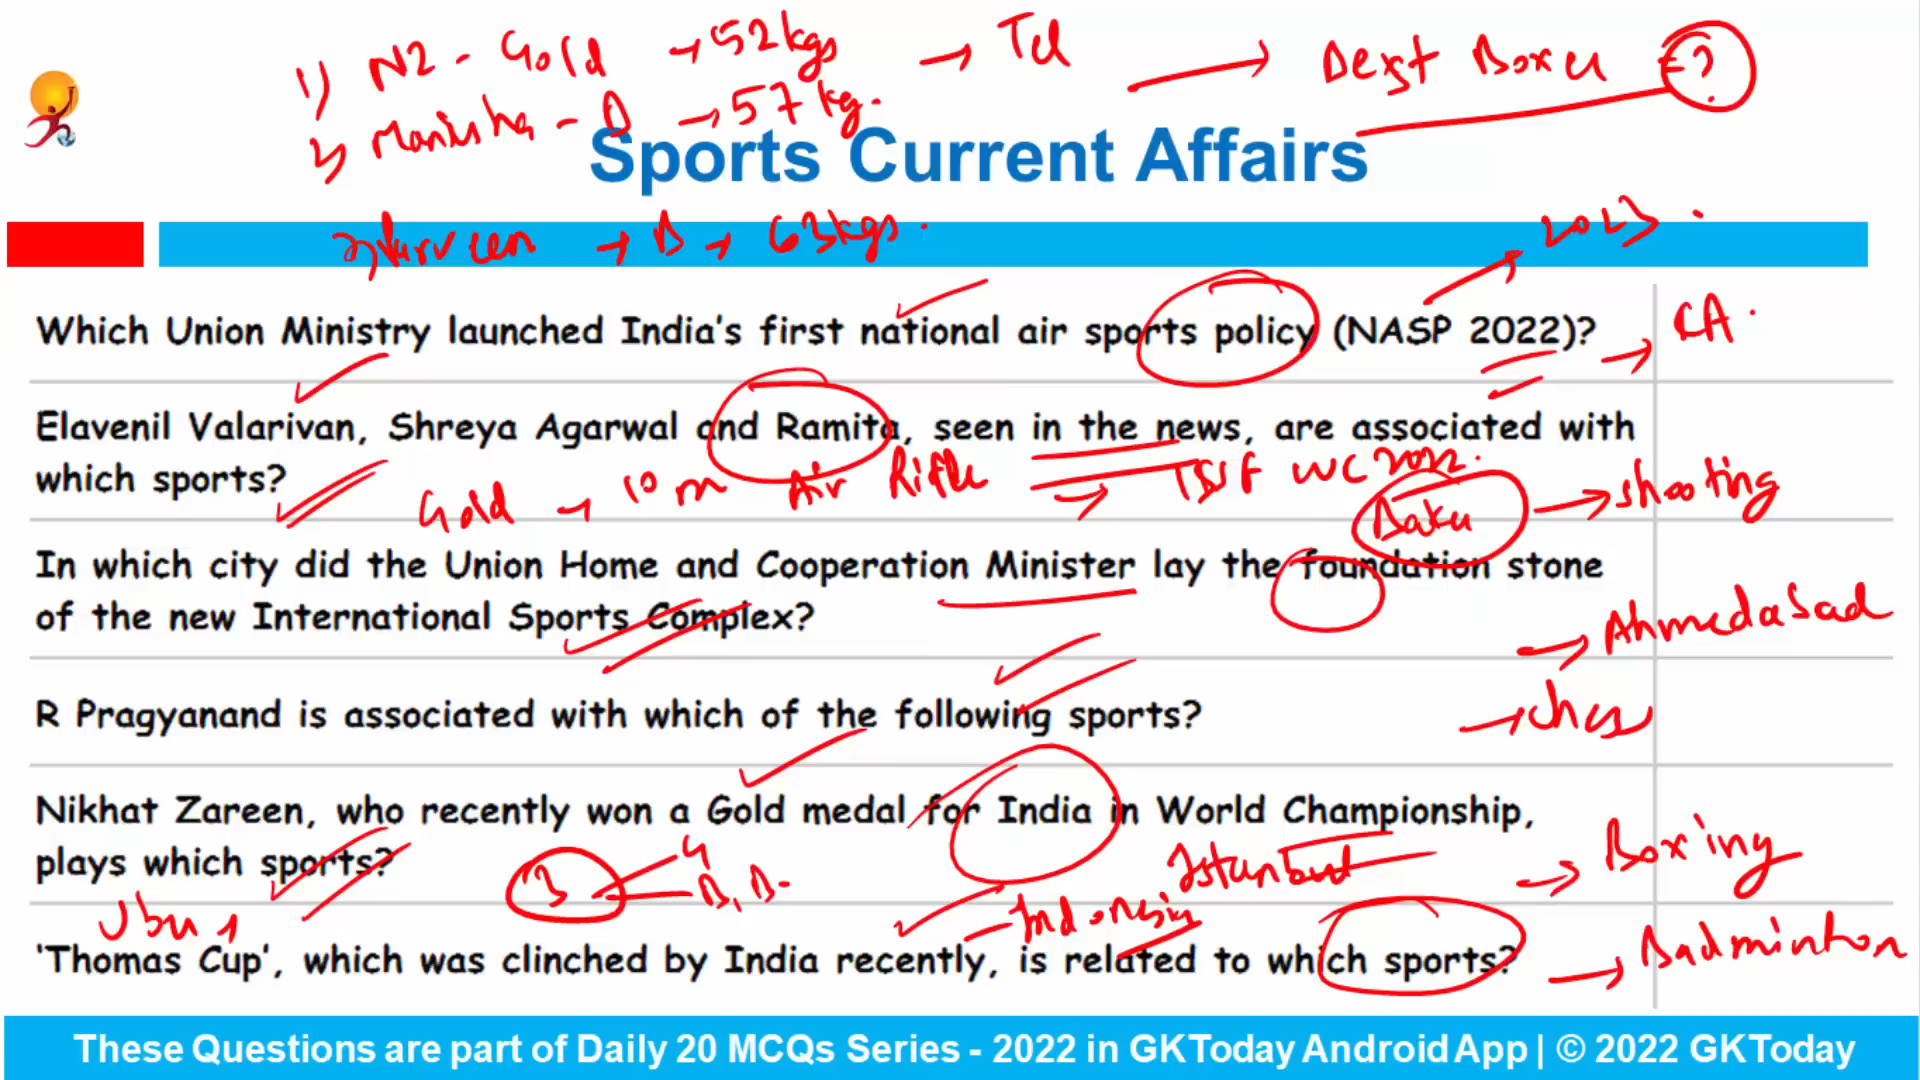 1) NZ - Gold → 52kgs → Tel → Best Boxer = ?
2) Manisha - B → 57 kg.
Sports Current Affairs
3) Parveen → B → 63kgs.
→ 2023.
Which Union Ministry launched India's first national air sports policy (NASP 2022)? → CA.
Elavenil Valarivan, Shreya Agarwal and Ramita, seen in the news, are associated with
which sports? Gold → 10 m Air Rifle → ISSF WC 2022. Baku → Shooting
In which city did the Union Home and Cooperation Minister lay the foundation stone
of the new International Sports Complex? → Ahmedabad
R Pragyanand is associated with which of the following sports? → Chess
Nikhat Zareen, who recently won a Gold medal for India in World Championship,
plays which sports? 3 G B, B. Istanbul → Boxing
Uber Indonesia
'Thomas Cup', which was clinched by India recently, is related to which sports? → Badminton
These Questions are part of Daily 20 MCQs Series - 2022 in GKToday Android App | © 2022 GKToday